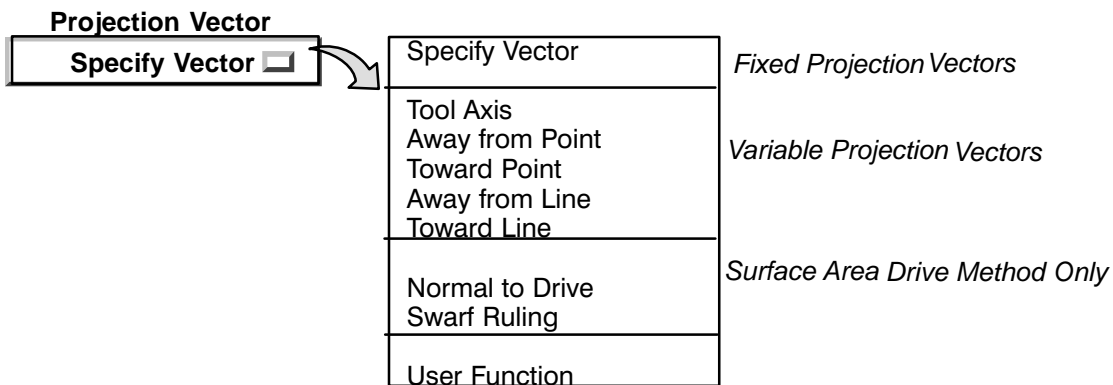 Projection Vector
Specify Vector
Specify Vector
Fixed Projection Vectors
Tool Axis
Away from Point
Toward Point
Away from Line
Toward Line
Variable Projection Vectors
Normal to Drive
Swarf Ruling
Surface Area Drive Method Only
User Function